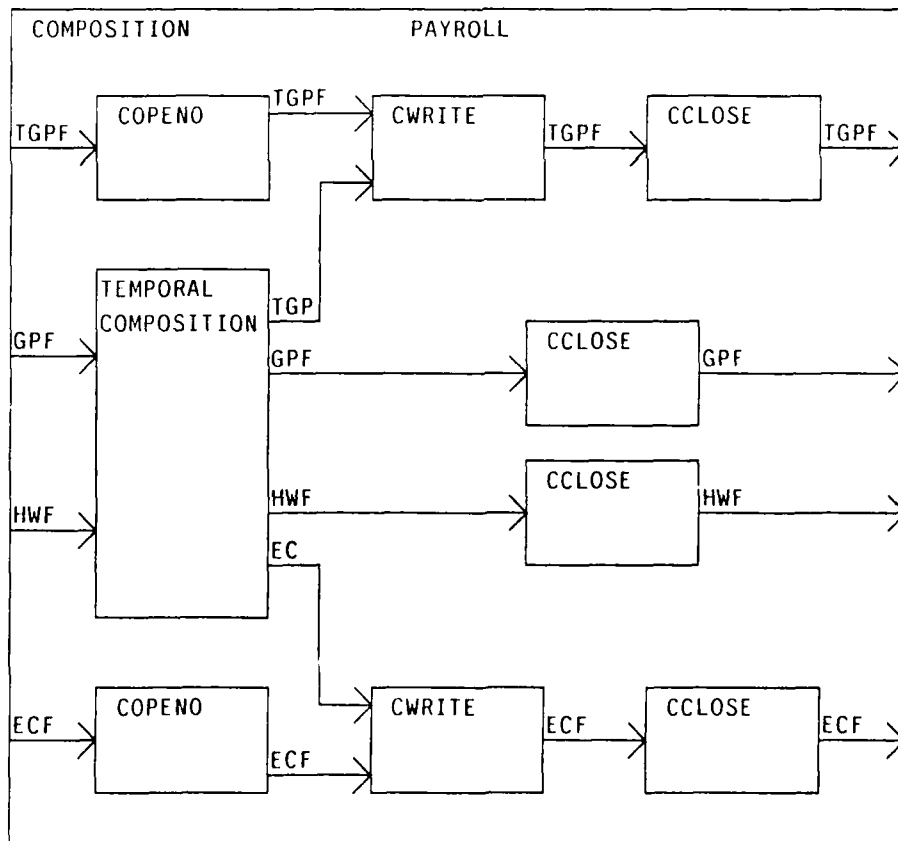 COMPOSITION PAYROLL
COPENO
TGPF
CWRITE
CCLOSE
TGPF
TGPF
TGPF
TEMPORAL
COMPOSITION
TGP
GPF
GPF
CCLOSE
GPF
HWF
HWF
CCLOSE
HWF
EC
ECF
COPENO
ECF
CWRITE
ECF
CCLOSE
ECF